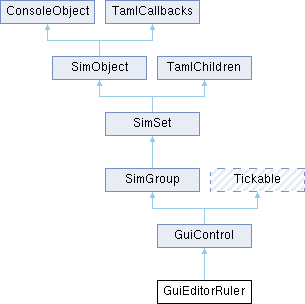 ConsoleObject TamlCallbacks
SimObject TamlChildren
SimSet
SimGroup Tickable
GuiControl
GuiEditorRuler